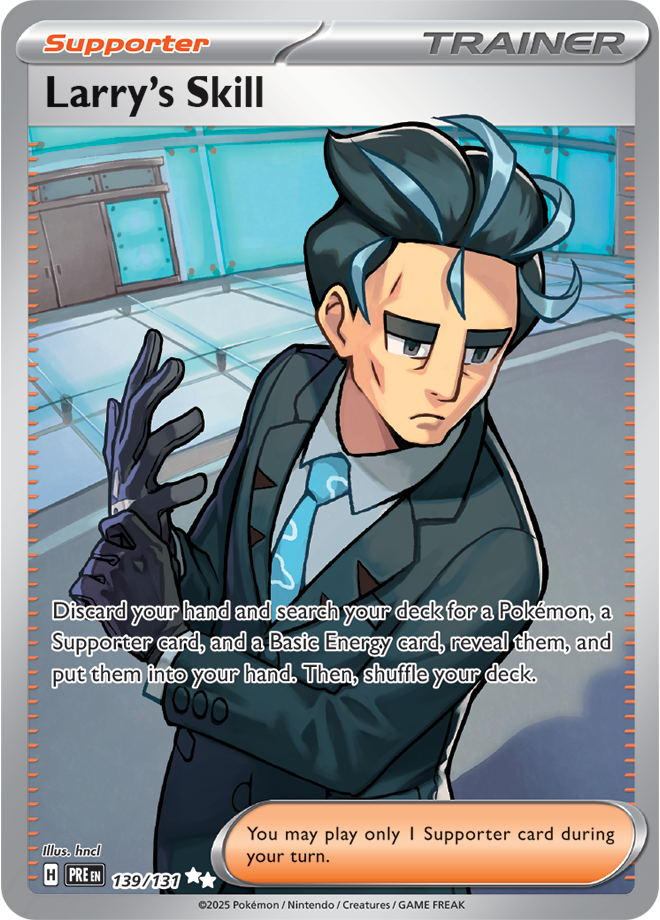 Supporter
TRAINER
Larry's Skill
Discard your hand and search your deck for a Pokémon, a
Supporter card, and a Basic Energy card, reveal them, and
put them into your hand. Then, shuffle your deck.
You may play only 1 Supporter card during
your turn.
Illus. hncl
H PRE EN 139/131
©2025 Pokémon / Nintendo / Creatures / GAME FREAK